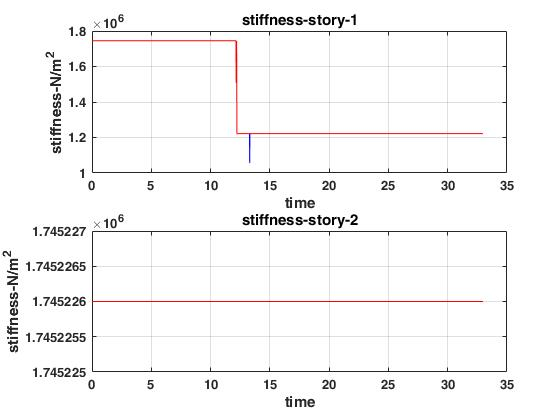 stiffness-story-1
×10^6
1.8
1.6
1.4
1.2
1
stiffness-N/m^2
0 5 10 15 20 25 30 35
time
stiffness-story-2
×10^6
1.745227
1.7452265
1.745226
1.7452255
1.745225
stiffness-N/m^2
0 5 10 15 20 25 30 35
time